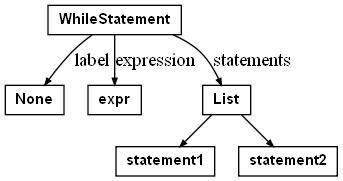 WhileStatement
label expression statements
None expr List
statement1 statement2